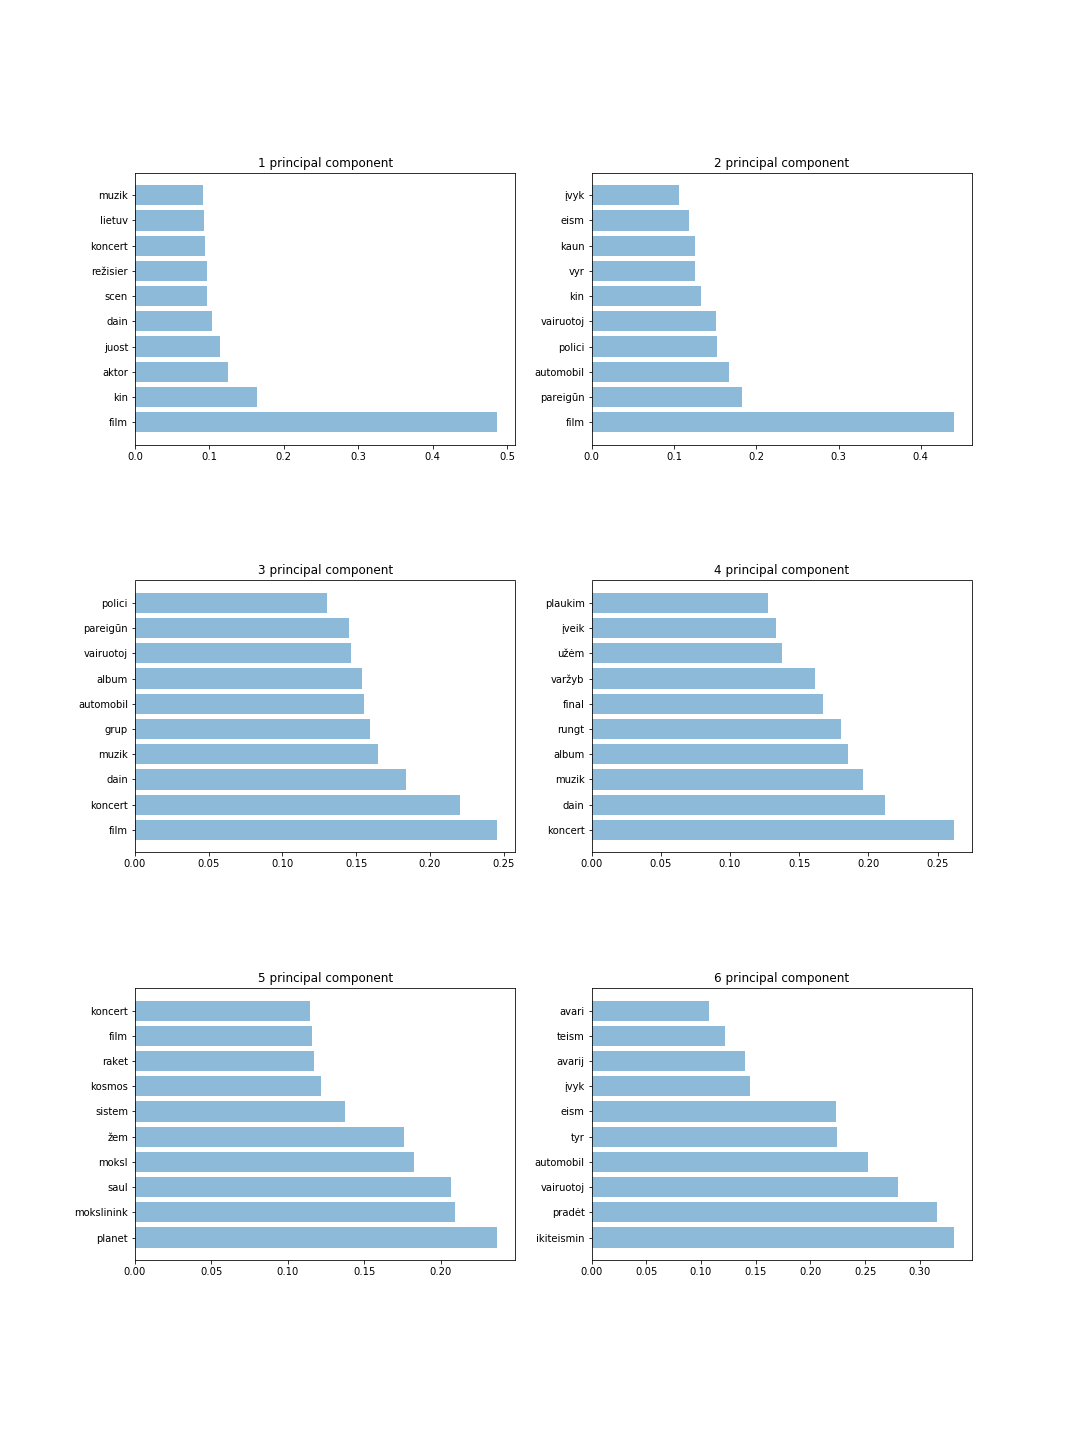 1 principal component
muzik
lietuv
koncert
režisier
scen
dain
juost
aktor
kin
film
0.0 0.1 0.2 0.3 0.4 0.5
2 principal component
įvyk
eism
kaun
vyr
kin
vairuotoj
polici
automobil
pareigūn
film
0.0 0.1 0.2 0.3 0.4
3 principal component
polici
pareigūn
vairuotoj
album
automobil
grup
muzik
dain
koncert
film
0.00 0.05 0.10 0.15 0.20 0.25
4 principal component
plaukim
įveik
užėm
varžyb
final
rungt
album
muzik
dain
koncert
0.00 0.05 0.10 0.15 0.20 0.25
5 principal component
koncert
film
raket
kosmos
sistem
žem
moksl
saul
mokslinink
planet
0.00 0.05 0.10 0.15 0.20
6 principal component
avari
teism
avarij
įvyk
eism
tyr
automobil
vairuotoj
pradėt
ikiteismin
0.00 0.05 0.10 0.15 0.20 0.25 0.30